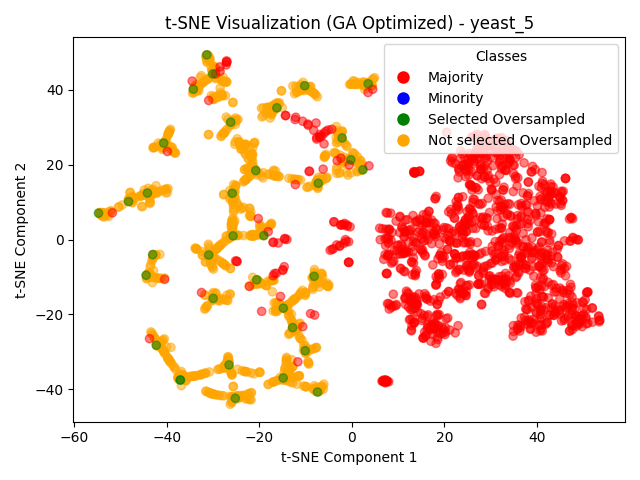 t-SNE Visualization (GA Optimized) - yeast_5
Classes
Majority
Minority
Selected Oversampled
Not selected Oversampled
t-SNE Component 2
40
20
0
−20
−40
−60
−40
−20
0
20
40
t-SNE Component 1